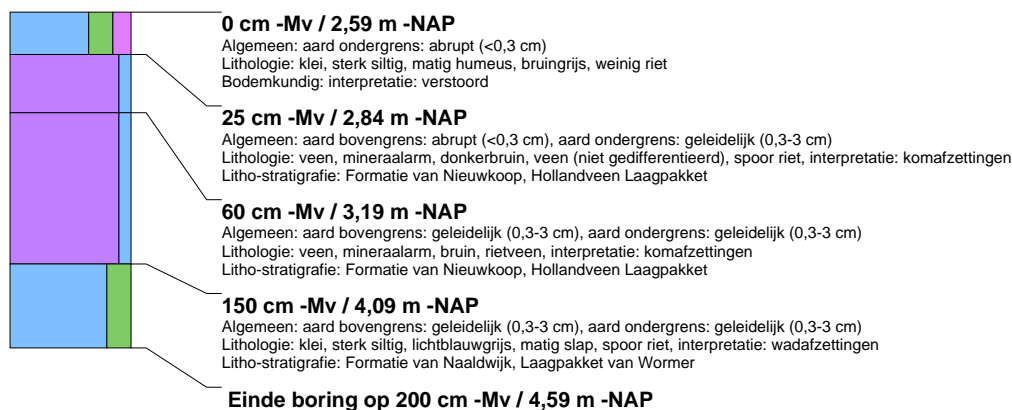 0 cm -Mv / 2,59 m -NAP
Algemeen: aard ondergrens: abrupt (<0,3 cm)
Lithologie: klei, sterk siltig, matig humeus, bruingrijs, weinig riet
Bodemkundig: interpretatie: verstoord
25 cm -Mv / 2,84 m -NAP
Algemeen: aard bovengrens: abrupt (<0,3 cm), aard ondergrens: geleidelijk (0,3-3 cm)
Lithologie: veen, mineraalarm, donkerbruin, veen (niet gedifferentieerd), spoor riet, interpretatie: komafzettingen
Litho-stratigrafie: Formatie van Nieuwkoop, Hollandveen Laagpakket
60 cm -Mv / 3,19 m -NAP
Algemeen: aard bovengrens: geleidelijk (0,3-3 cm), aard ondergrens: geleidelijk (0,3-3 cm)
Lithologie: veen, mineraalarm, bruin, rietveen, interpretatie: komafzettingen
Litho-stratigrafie: Formatie van Nieuwkoop, Hollandveen Laagpakket
150 cm -Mv / 4,09 m -NAP
Algemeen: aard bovengrens: geleidelijk (0,3-3 cm), aard ondergrens: geleidelijk (0,3-3 cm)
Lithologie: klei, sterk siltig, lichtblauwgrijs, matig slap, spoor riet, interpretatie: wadafzettingen
Litho-stratigrafie: Formatie van Naaldwijk, Laagpakket van Wormer
Einde boring op 200 cm -Mv / 4,59 m -NAP